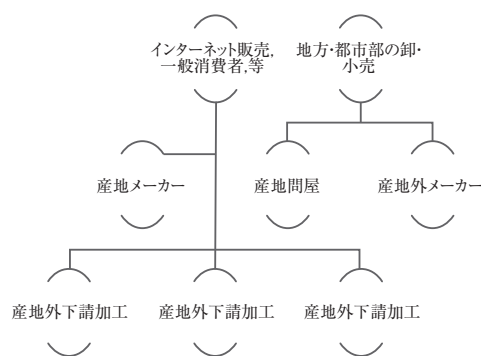 インターネット販売,
一般消費者,等
地方・都市部の卸・
小売
産地メーカー
産地問屋
産地外メーカー
産地外下請加工
産地外下請加工
産地外下請加工